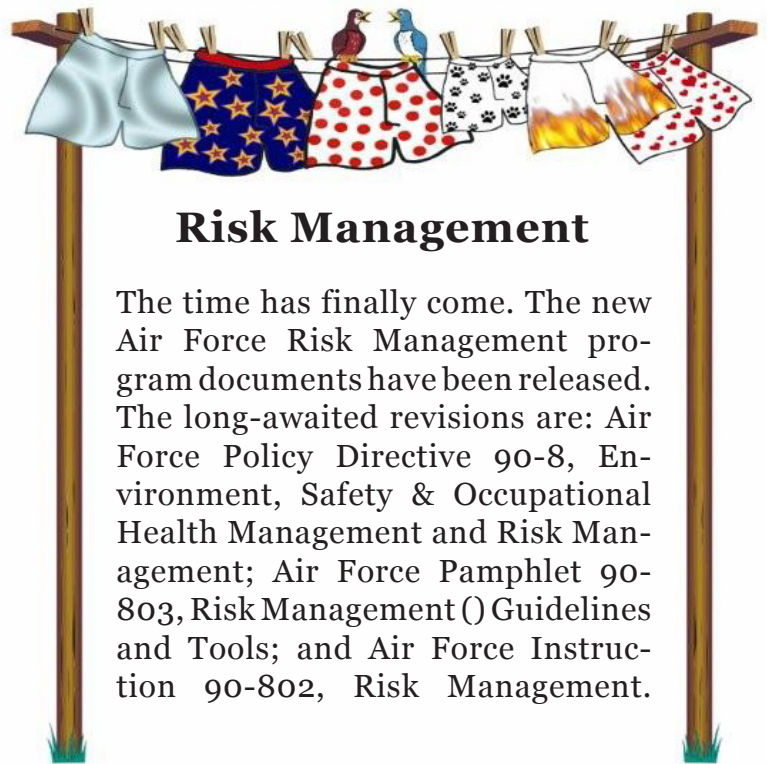 Risk Management
The time has finally come. The new
Air Force Risk Management pro-
gram documents have been released.
The long-awaited revisions are: Air
Force Policy Directive 90-8, En-
vironment, Safety & Occupational
Health Management and Risk Man-
agement; Air Force Pamphlet 90-
803, Risk Management () Guidelines
and Tools; and Air Force Instruc-
tion 90-802, Risk Management.